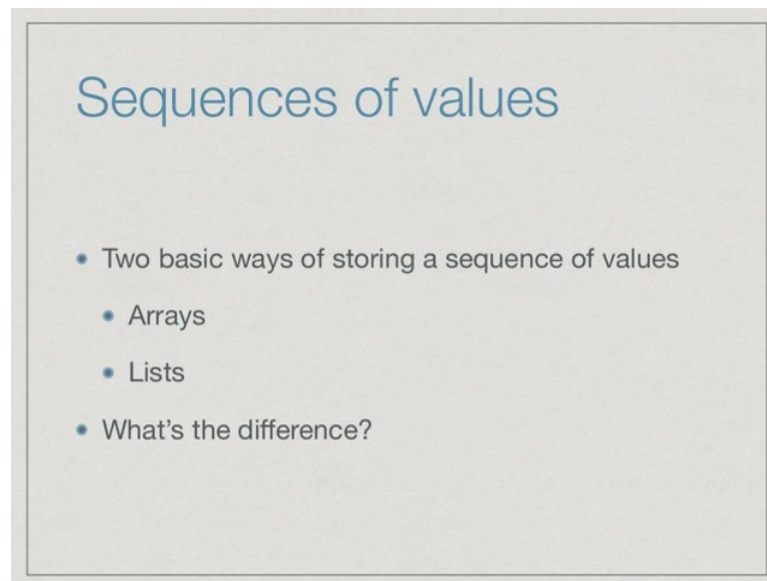 Sequences of values
Two basic ways of storing a sequence of values
Arrays
Lists
What's the difference?